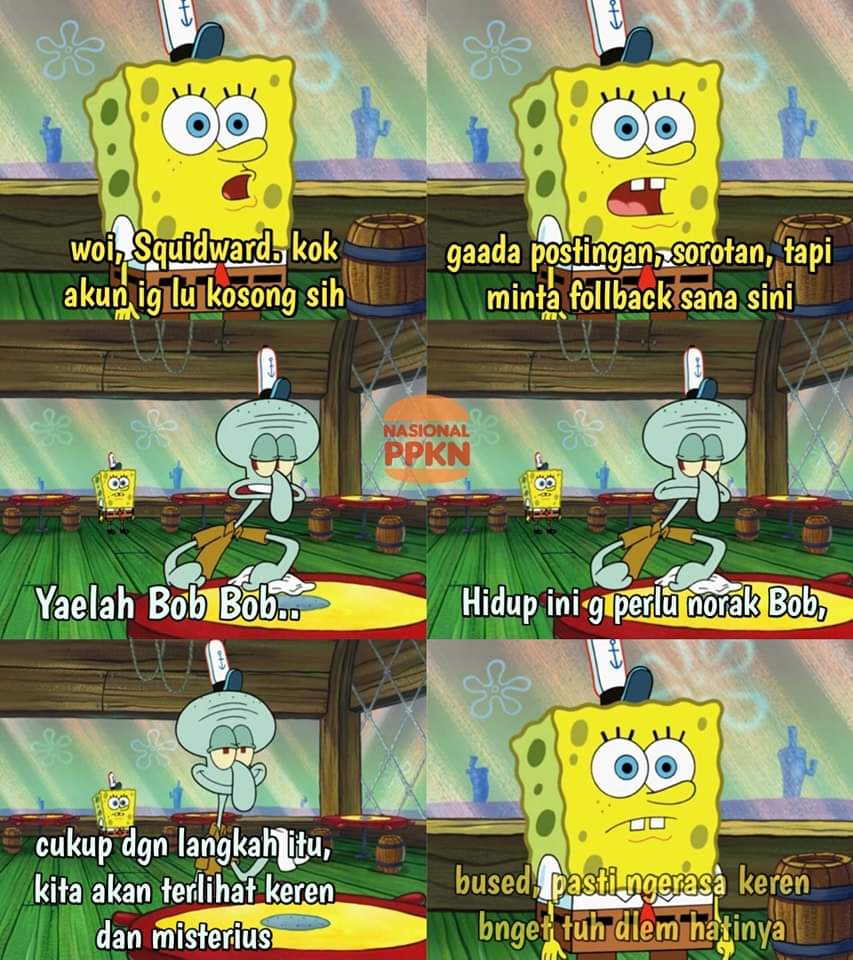 woi, Squidward. kok
akun ig lu kosong sih
gaada postingan, sorotan, tapi
minta follback sana sini
NASIONAL
PPKN
Yaelah Bob Bob..
Hidup ini g perlu norak Bob,
cukup dgn langkah itu,
kita akan terlihat keren
dan misterius
bused, pasti ngerasa keren
bnget tuh dlem hatinya